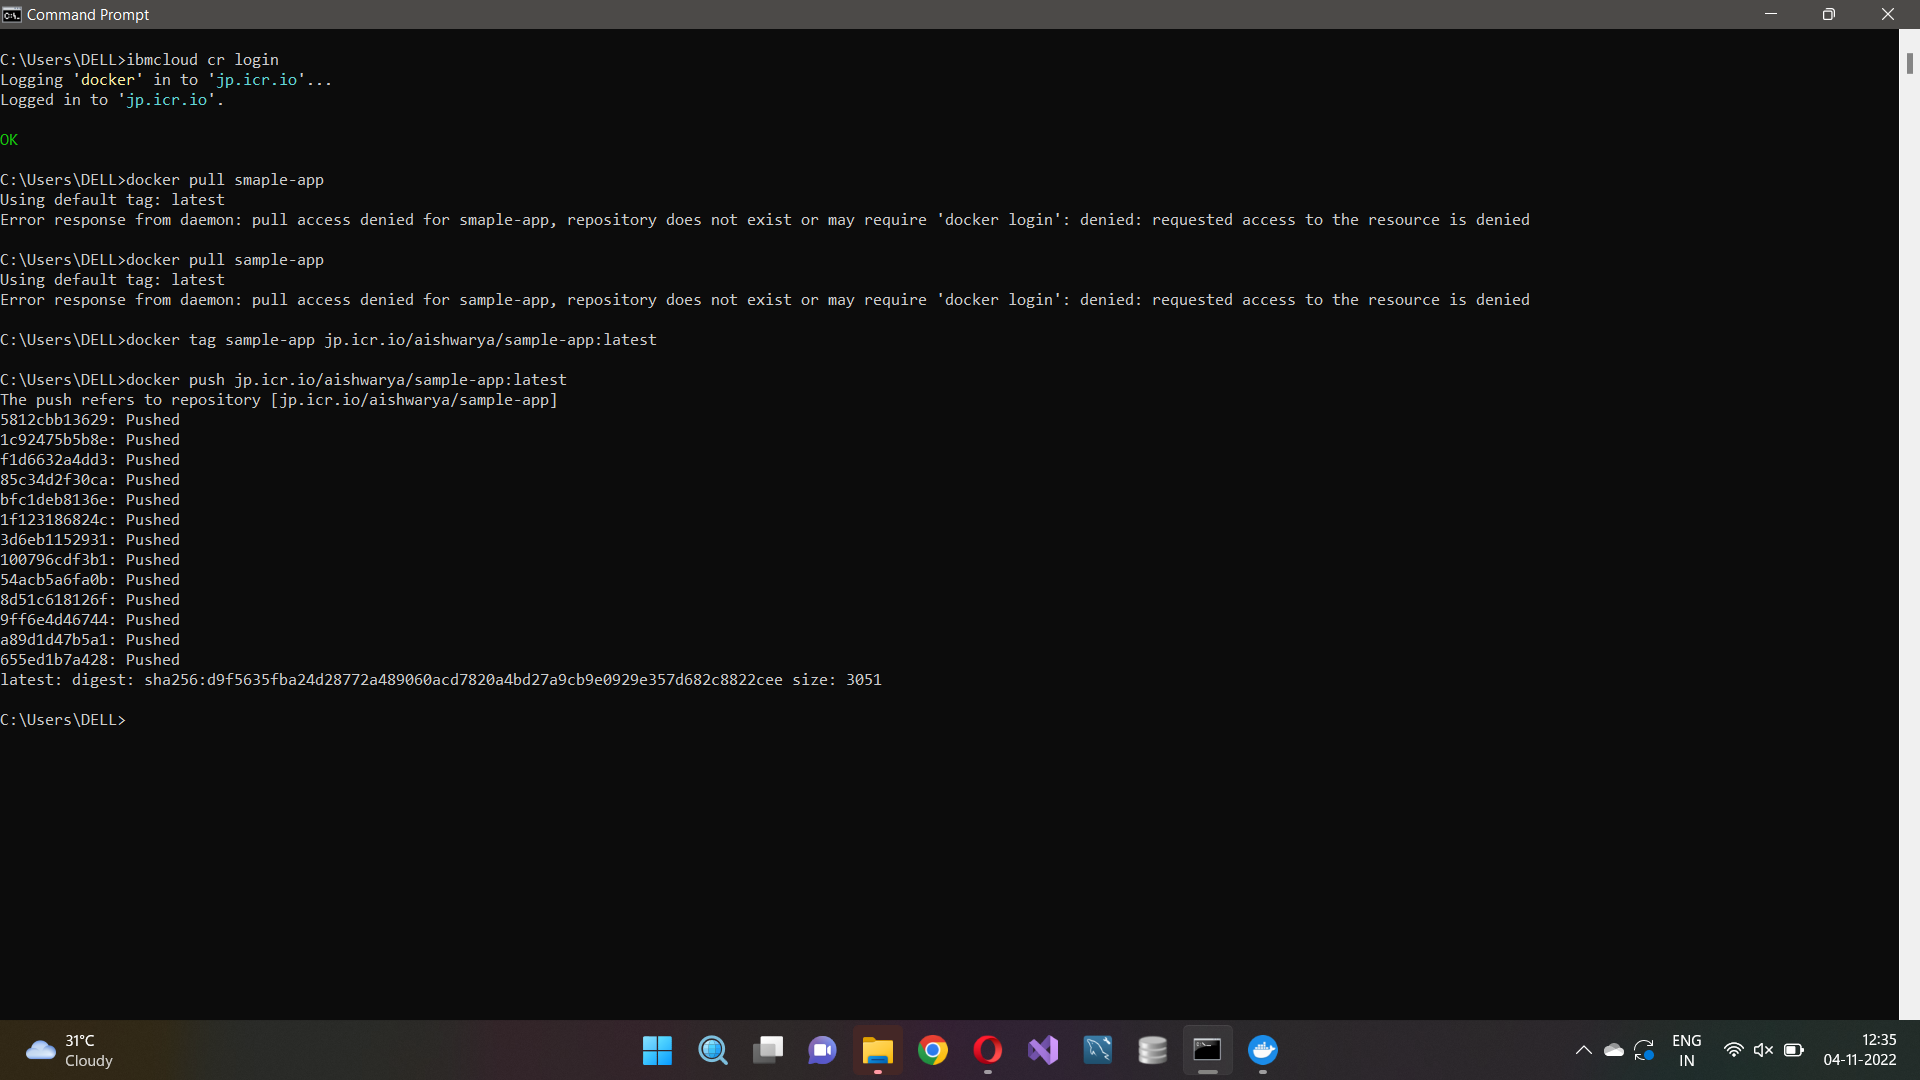 Command Prompt
C:\Users\DELL>ibmcloud cr login
Logging 'docker' in to 'jp.icr.io'...
Logged in to 'jp.icr.io'.
OK
C:\Users\DELL>docker pull smaple-app
Using default tag: latest
Error response from daemon: pull access denied for smaple-app, repository does not exist or may require 'docker login': denied: requested access to the resource is denied
C:\Users\DELL>docker pull sample-app
Using default tag: latest
Error response from daemon: pull access denied for sample-app, repository does not exist or may require 'docker login': denied: requested access to the resource is denied
C:\Users\DELL>docker tag sample-app jp.icr.io/aishwarya/sample-app:latest
C:\Users\DELL>docker push jp.icr.io/aishwarya/sample-app:latest
The push refers to repository [jp.icr.io/aishwarya/sample-app]
5812cbb13629: Pushed
1c92475b5b8e: Pushed
f1d6632a4dd3: Pushed
85c34d2f30ca: Pushed
bfc1deb8136e: Pushed
1f123186824c: Pushed
3d6eb1152931: Pushed
100796cdf3b1: Pushed
54acb5a6fa0b: Pushed
8d51c618126f: Pushed
9ff6e4d46744: Pushed
a89d1d47b5a1: Pushed
655ed1b7a428: Pushed
latest: digest: sha256:d9f5635fba24d28772a489060acd7820a4bd27a9cb9e0929e357d682c8822cee size: 3051
C:\Users\DELL>
31°C
Cloudy
ENG
IN
12:35
04-11-2022